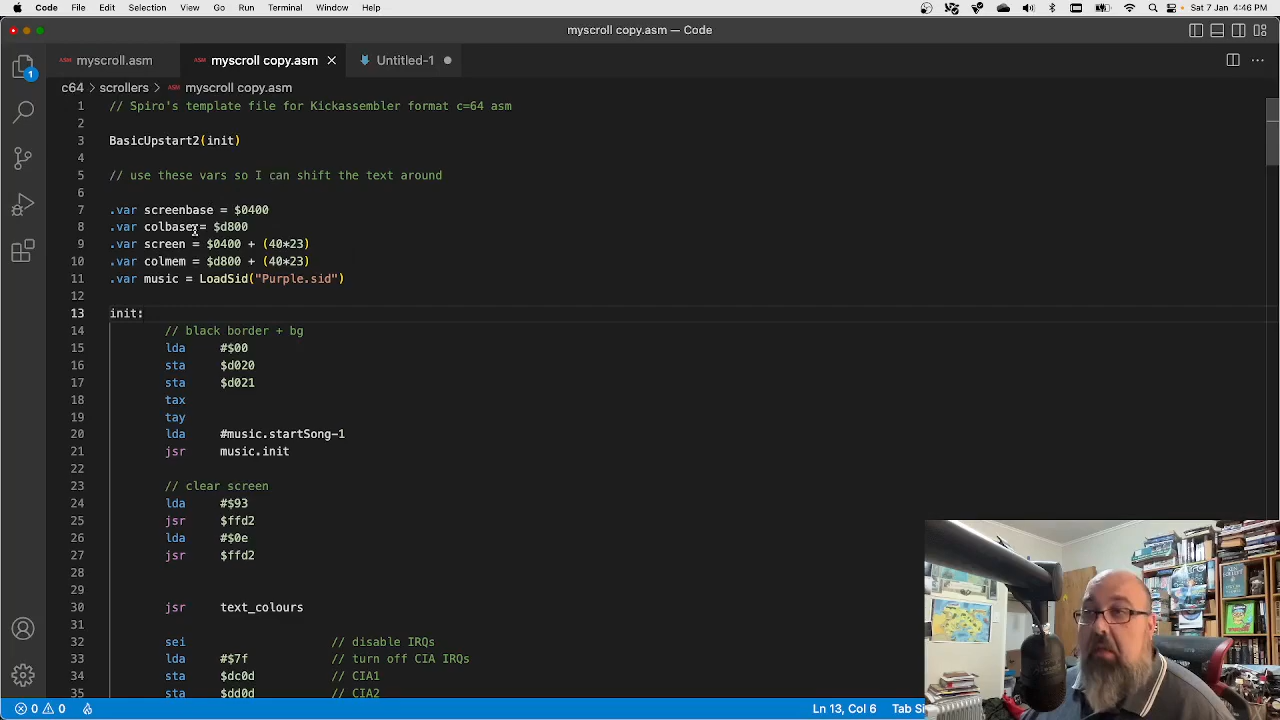 Code File Edit Selection View Go Run Terminal Window Help Sat 7 Jan 4:46 PM
myscroll copy.asm — Code
ASM myscroll.asm ASM myscroll copy.asm Untitled-1
c64 > scrollers > ASM myscroll copy.asm
1 // Spiro's template file for Kickassembler format c=64 asm
2
3 BasicUpstart2(init)
4
5 // use these vars so I can shift the text around
6
7 .var screenbase = $0400
8 .var colbase = $d800
9 .var screen = $0400 + (40*23)
10 .var colmem = $d800 + (40*23)
11 .var music = LoadSid("Purple.sid")
12
13 init:
14 // black border + bg
15 lda #$00
16 sta $d020
17 sta $d021
18 tax
19 tay
20 lda #music.startSong-1
21 jsr music.init
22
23 // clear screen
24 lda #$93
25 jsr $ffd2
26 lda #$0e
27 jsr $ffd2
28
29
30 jsr text_colours
31
32 sei // disable IRQs
33 lda #$7f // turn off CIA IRQs
34 sta $dc0d // CIA1
35 sta $dd0d // CIA2
1
0 0 Ln 13, Col 6 Tab Si